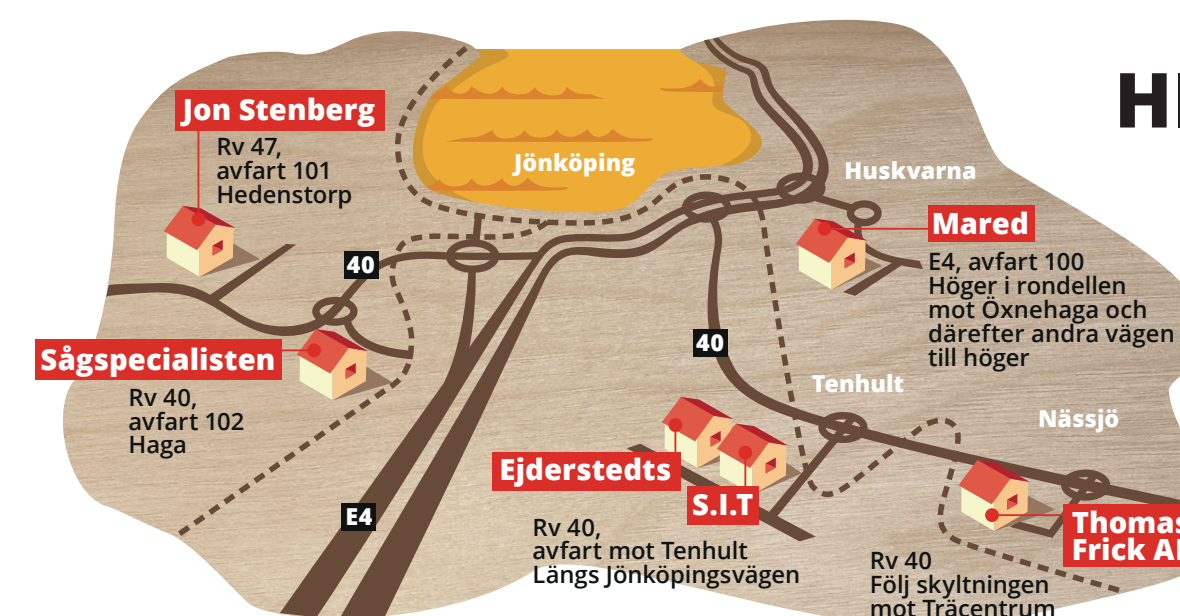 Jon Stenberg
Rv 47,
avfart 101
Hedenstorp
Jönköping
Huskvarna
Mared
E4, avfart 100
Höger i rondellen
mot Öxnehaga och
därefter andra vägen
till höger
40
Sågspecialisten
Rv 40,
avfart 102
Haga
40
Tenhult
Nässjö
Ejderstedts
S.I.T
Rv 40,
avfart mot Tenhult
Längs Jönköpingsvägen
E4
Thomas
Frick
Rv 40
Följ skyltningen
mot Träcentrum